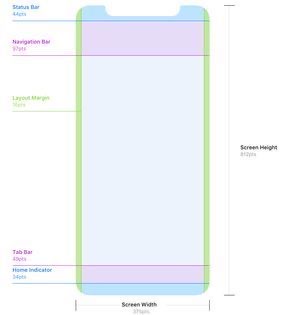 Status Bar
44pts
Navigation Bar
97pts
Layout Margin
16pts
Screen Height
812pts
Tab Bar
49pts
Home Indicator
34pts
Screen Width
375pts